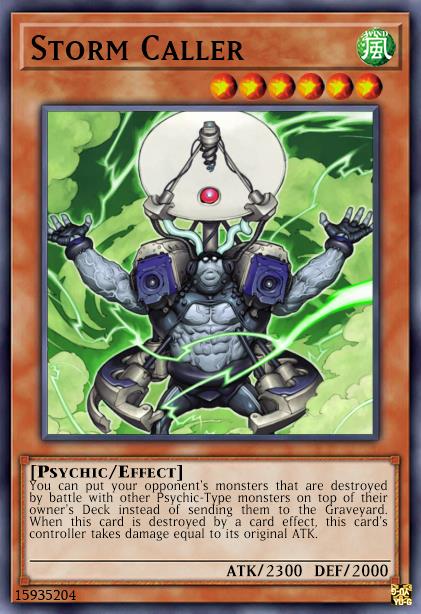 STORM CALLER
WIND
風
[PSYCHIC/EFFECT]
You can put your opponent's monsters that are destroyed
by battle with other Psychic-Type monsters on top of their
owner's Deck instead of sending them to the Graveyard.
When this card is destroyed by a card effect, this card's
controller takes damage equal to its original ATK.
ATK/2300 DEF/2000
15935204